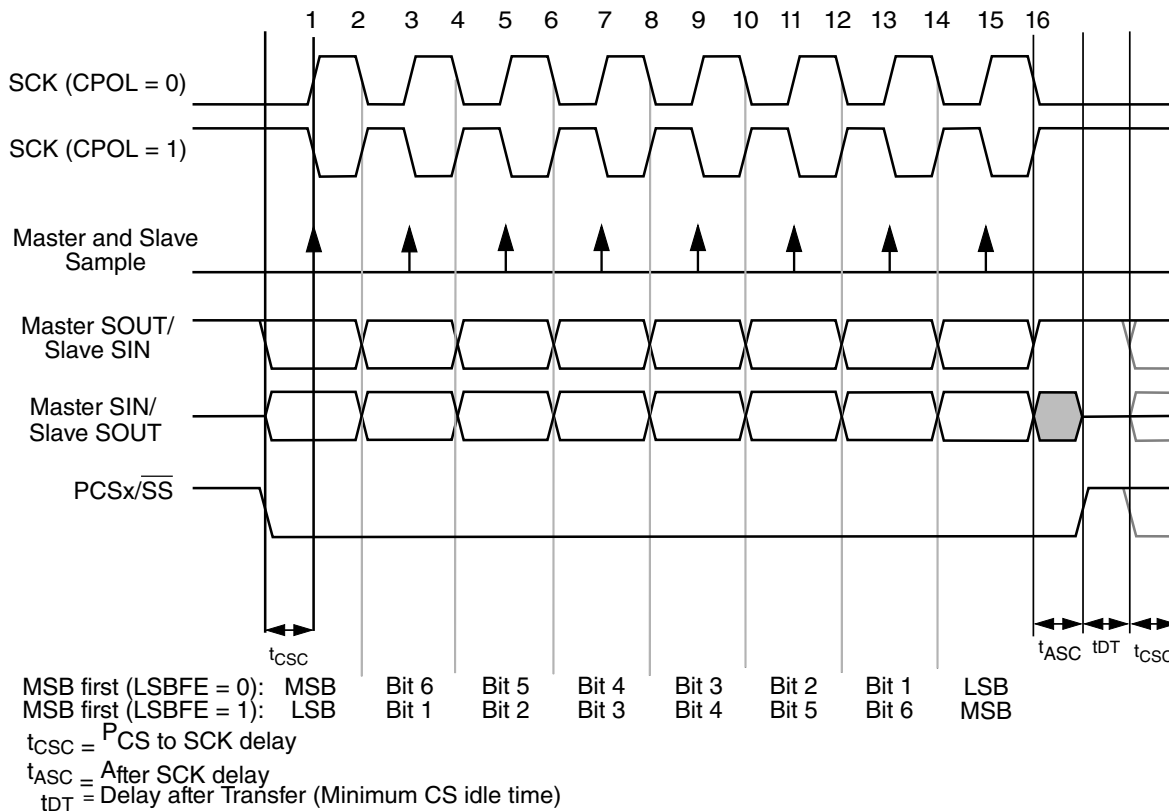 1 2 3 4 5 6 7 8 9 10 11 12 13 14 15 16
SCK (CPOL = 0)
SCK (CPOL = 1)
Master and Slave
Sample
Master SOUT/
Slave SIN
Master SIN/
Slave SOUT
PCSx/SS
tCSC tASC tDT tCSC
MSB first (LSBFE = 0): MSB Bit 6 Bit 5 Bit 4 Bit 3 Bit 2 Bit 1 LSB
MSB first (LSBFE = 1): LSB Bit 1 Bit 2 Bit 3 Bit 4 Bit 5 Bit 6 MSB
tCSC = PCS to SCK delay
tASC = After SCK delay
tDT = Delay after Transfer (Minimum CS idle time)